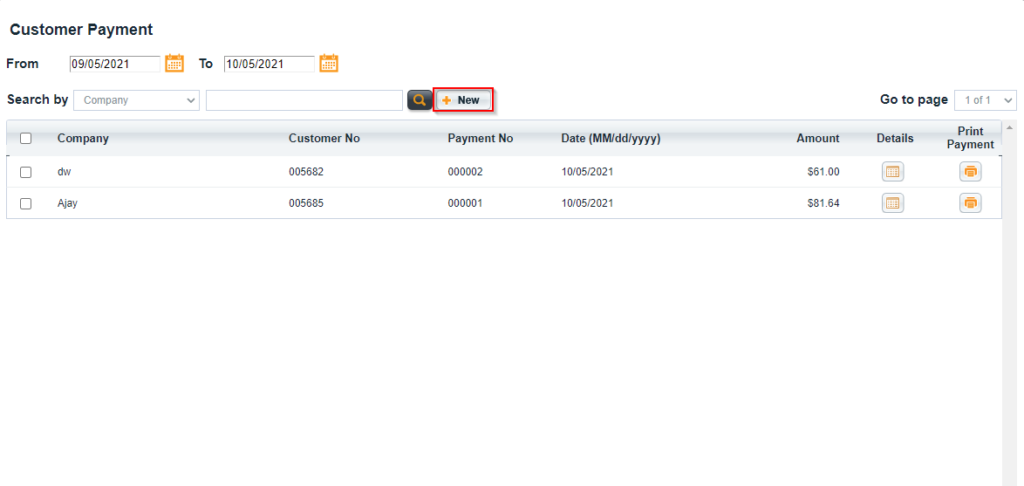 Customer Payment
From 09/05/2021 To 10/05/2021
Search by Company + New Go to page 1 of 1
Company Customer No Payment No Date (MM/dd/yyyy) Amount Details Print Payment
dw 005682 000002 10/05/2021 $61.00
Ajay 005685 000001 10/05/2021 $81.64